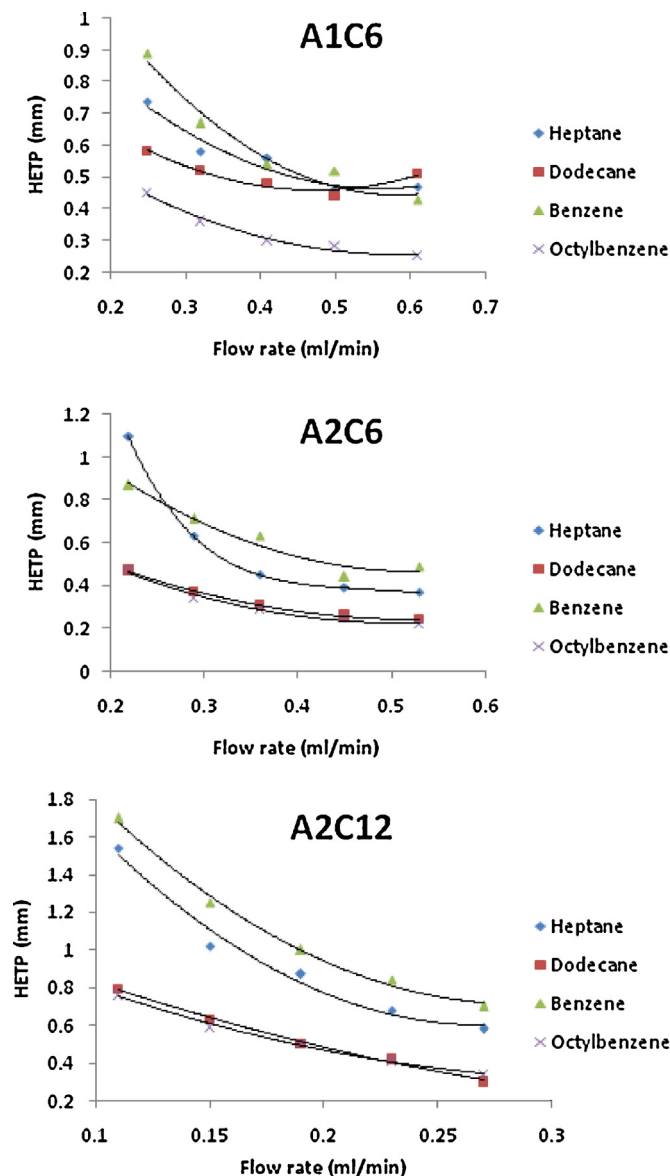 A1C6
1
0.9
0.8
0.7
0.6
0.5
0.4
0.3
0.2
HETP (mm)
0.2 0.3 0.4 0.5 0.6 0.7
Flow rate (ml/min)
Heptane
Dodecane
Benzene
Octylbenzene
A2C6
1.2
1
0.8
0.6
0.4
0.2
0
HETP (mm)
0.2 0.3 0.4 0.5 0.6
Flow rate (ml/min)
Heptane
Dodecane
Benzene
Octylbenzene
A2C12
1.8
1.6
1.4
1.2
1
0.8
0.6
0.4
0.2
HETP (mm)
0.1 0.15 0.2 0.25 0.3
Flow rate (ml/min)
Heptane
Dodecane
Benzene
Octylbenzene